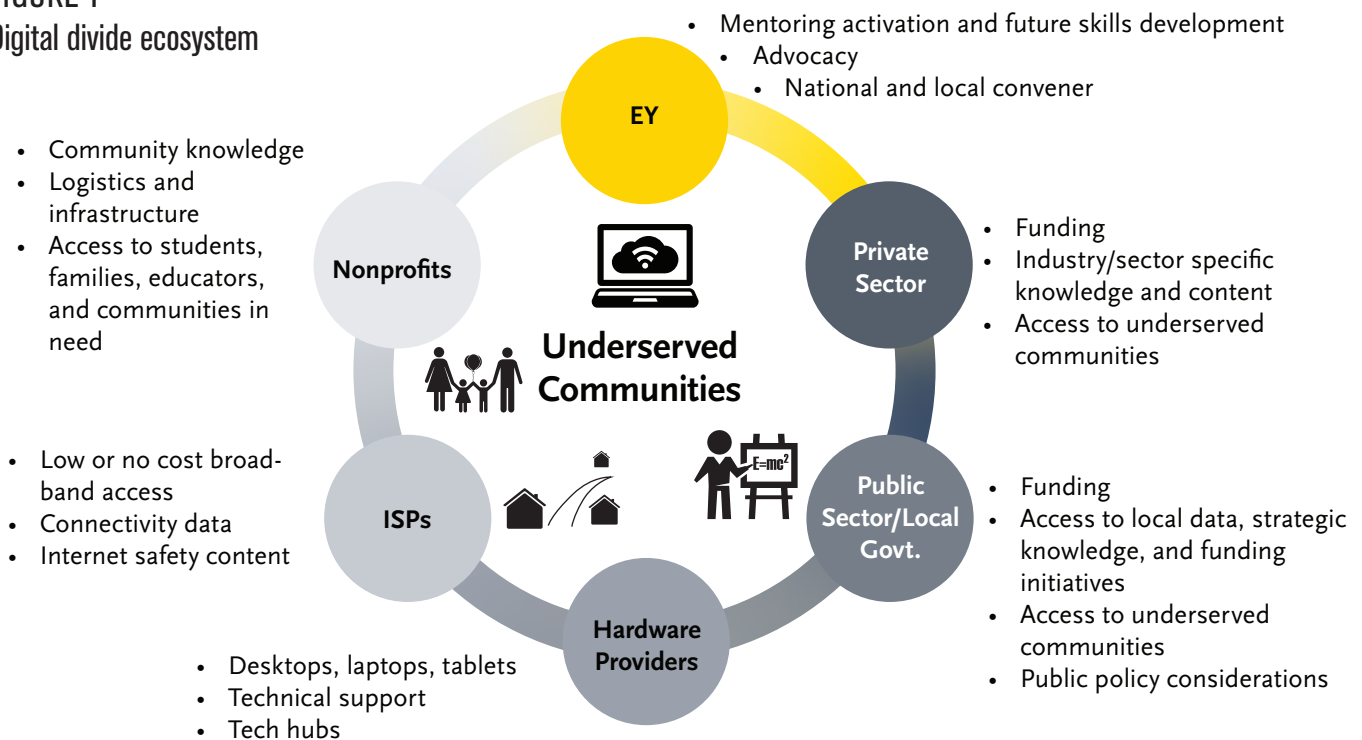 Digital divide ecosystem
• Mentoring activation and future skills development
• Advocacy
• National and local convener
EY
• Community knowledge
• Logistics and
infrastructure
• Access to students,
families, educators,
and communities in
need
Nonprofits
Private
Sector
• Funding
• Industry/sector specific
knowledge and content
• Access to underserved
communities
Underserved
Communities
• Low or no cost broad-
band access
• Connectivity data
• Internet safety content
ISPs
E=mc²
Public
Sector/Local
Govt.
• Funding
• Access to local data, strategic
knowledge, and funding
initiatives
• Access to underserved
communities
• Public policy considerations
Hardware
Providers
• Desktops, laptops, tablets
• Technical support
• Tech hubs